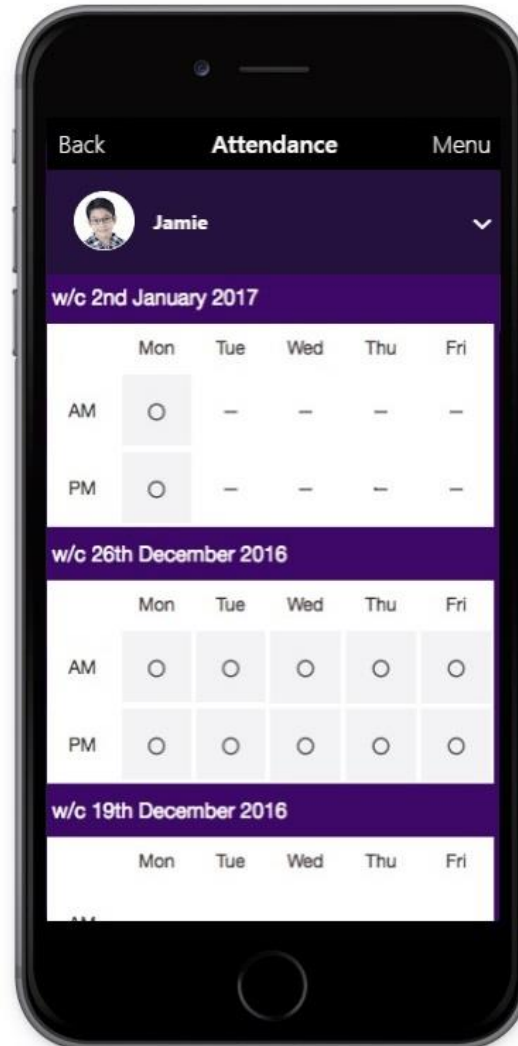 Back Attendance Menu
Jamie
w/c 2nd January 2017
Mon Tue Wed Thu Fri
AM ○ – – – –
PM ○ – – – –
w/c 26th December 2016
Mon Tue Wed Thu Fri
AM ○ ○ ○ ○ ○
PM ○ ○ ○ ○ ○
w/c 19th December 2016
Mon Tue Wed Thu Fri